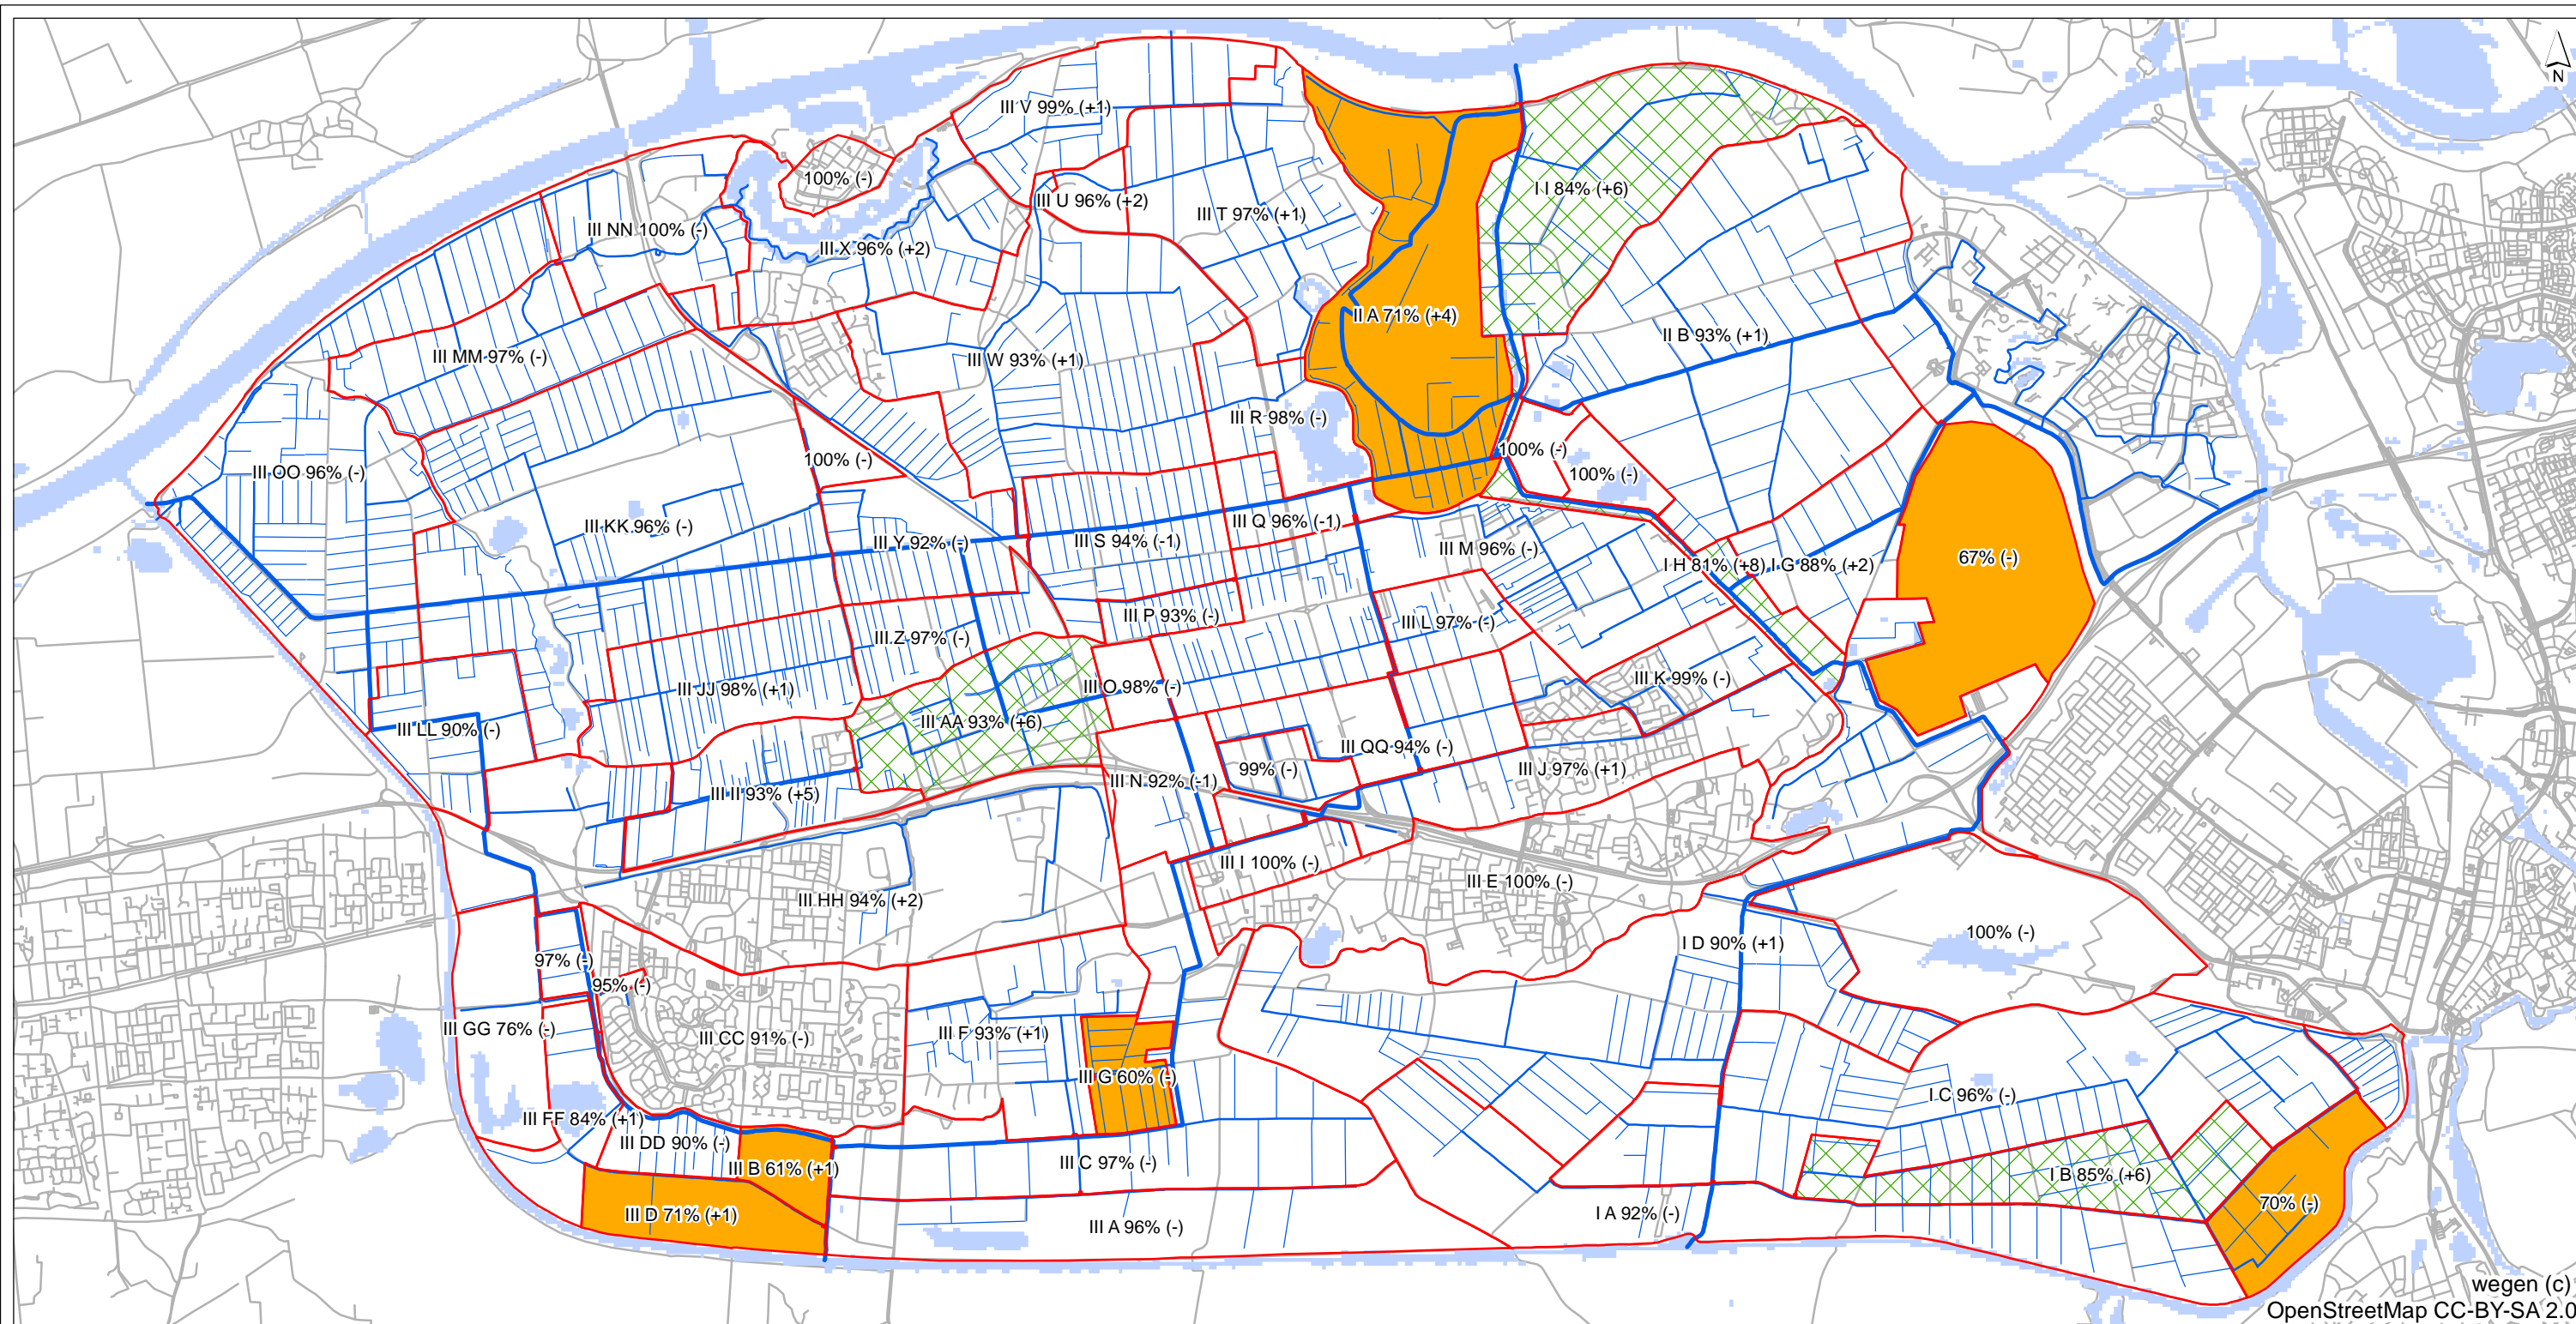 N
III V 99% (+1)
100% (-)
I I 84% (+6)
III U 96% (+2)
III T 97% (+1)
III NN 100% (-)
III X 96% (+2)
II A 71% (+4)
II B 93% (+1)
III MM 97% (-)
III W 93% (+1)
III R 98% (-)
100% (-)
100% (-)
III OO 96% (-)
100% (-)
III KK 96% (-)
III Q 96% (-1)
III Y 92% (-)
III S 94% (-1)
III M 96% (-)
67% (-)
I H 81% (+8)
I G 88% (+2)
III P 93% (-)
III L 97% (-)
III Z 97% (-)
III K 99% (-)
III JJ 98% (+1)
III O 98% (-)
III AA 93% (+6)
III LL 90% (-)
III QQ 94% (-)
99% (-)
III J 97% (+1)
III N 92% (-1)
III II 93% (+5)
III I 100% (-)
III E 100% (-)
III HH 94% (+2)
100% (-)
I D 90% (+1)
97% (-)
95% (-)
III GG 76% (-)
III CC 91% (-)
III F 93% (+1)
III G 60% (-)
I C 96% (-)
III FF 84% (+1)
III DD 90% (-)
III B 61% (+1)
III C 97% (-)
I B 85% (+6)
70% (-)
III D 71% (+1)
III A 96% (-)
I A 92% (-)
wegen (c)
OpenStreetMap CC-BY-SA 2.0